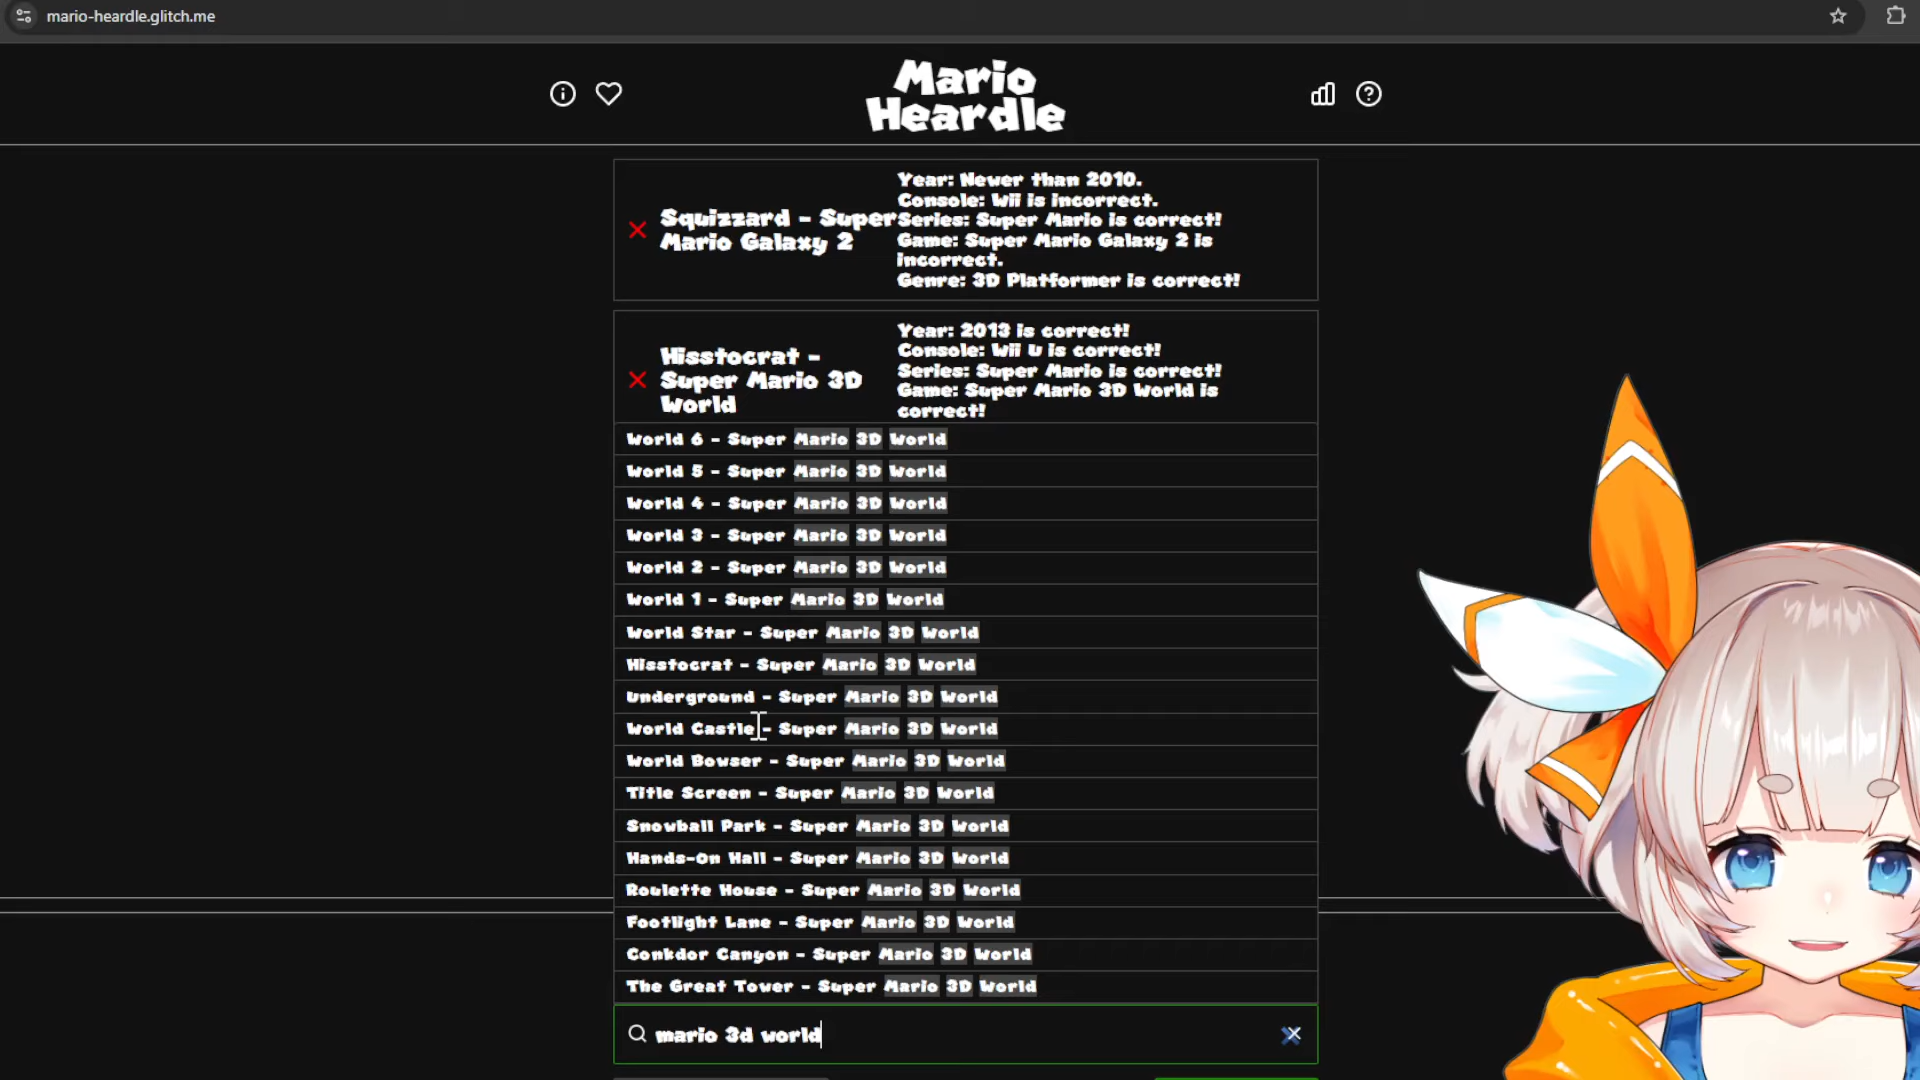 mario-heardle.glitch.me
Mario
Heardle
Squizzard - Super
Mario Galaxy 2
Year: Newer than 2010.
Console: Wii is incorrect.
Series: Super Mario is correct!
Game: Super Mario Galaxy 2 is
incorrect.
Genre: 3D Platformer is correct!
Hisstocrat -
Super Mario 3D
World
Year: 2013 is correct!
Console: Wii U is correct!
Series: Super Mario is correct!
Game: Super Mario 3D World is
correct!
World 6 - Super Mario 3D World
World 5 - Super Mario 3D World
World 4 - Super Mario 3D World
World 3 - Super Mario 3D World
World 2 - Super Mario 3D World
World 1 - Super Mario 3D World
World Star - Super Mario 3D World
Hisstocrat - Super Mario 3D World
Underground - Super Mario 3D World
World Castle - Super Mario 3D World
World Bowser - Super Mario 3D World
Title Screen - Super Mario 3D World
Snowball Park - Super Mario 3D World
Hands-On Hall - Super Mario 3D World
Roulette House - Super Mario 3D World
Footlight Lane - Super Mario 3D World
Conkdor Canyon - Super Mario 3D World
The Great Tower - Super Mario 3D World
mario 3d world